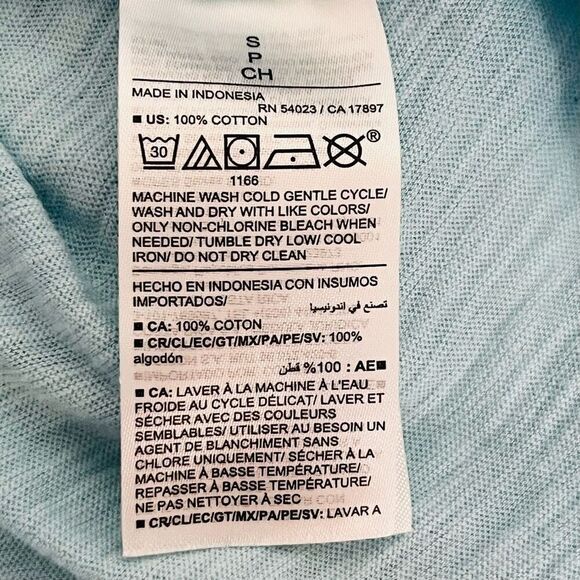 S
P
CH
MADE IN INDONESIA
RN 54023 / CA 17897
■ US: 100% COTTON
30
®
1166
MACHINE WASH COLD GENTLE CYCLE/
WASH AND DRY WITH LIKE COLORS/
ONLY NON-CHLORINE BLEACH WHEN
NEEDED/ TUMBLE DRY LOW/ COOL
IRON/ DO NOT DRY CLEAN
HECHO EN INDONESIA CON INSUMOS
IMPORTADOS/
تصنع في اندونيسيا
■ CA: 100% COTON
■ CR/CL/EC/GT/MX/PA/PE/SV: 100%
algodón
■AE : 100% قطن
■ CA: LAVER À LA MACHINE À L'EAU
FROIDE AU CYCLE DÉLICAT/ LAVER ET
SÉCHER AVEC DES COULEURS
SEMBLABLES/ UTILISER AU BESOIN UN
AGENT DE BLANCHIMENT SANS
CHLORE UNIQUEMENT/ SÉCHER À LA
MACHINE À BASSE TEMPÉRATURE/
REPASSER À BASSE TEMPÉRATURE/
NE PAS NETTOYER À SEC
■ CR/CL/EC/GT/MX/PA/PE/SV: LAVAR A